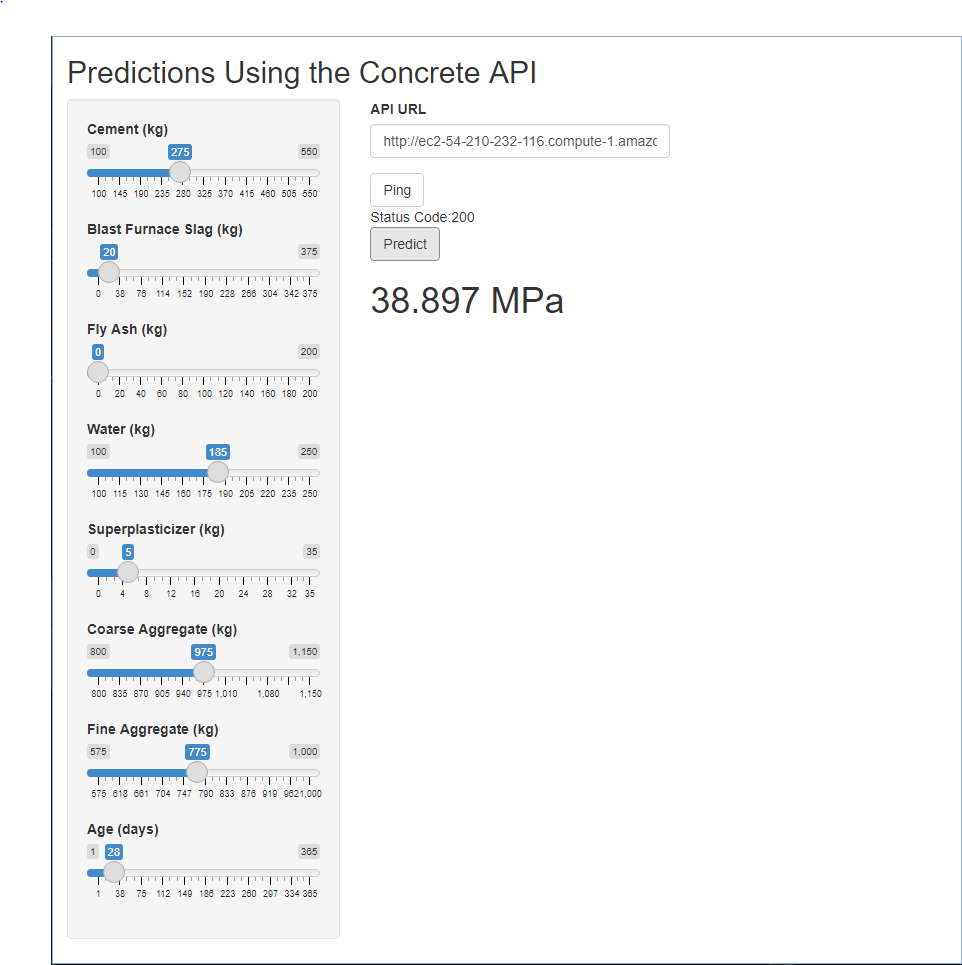 Predictions Using the Concrete API
Cement (kg)
100 275 550
100 145 190 235 280 325 370 415 460 505 550
Blast Furnace Slag (kg)
20 375
0 38 76 114 152 190 228 266 304 342 375
Fly Ash (kg)
0 200
0 20 40 60 80 100 120 140 160 180 200
Water (kg)
100 185 250
100 115 130 145 160 175 190 205 220 235 250
Superplasticizer (kg)
0 5 35
0 4 8 12 16 20 24 28 32 35
Coarse Aggregate (kg)
800 975 1,150
800 835 870 905 940 975 1,010 1,080 1,150
Fine Aggregate (kg)
575 775 1,000
575 618 661 704 747 790 833 876 919 962 1,000
Age (days)
1 28 365
1 38 75 112 149 186 223 260 297 334 365
API URL
http://ec2-54-210-232-116.compute-1.amazc
Ping
Status Code:200
Predict
38.897 MPa